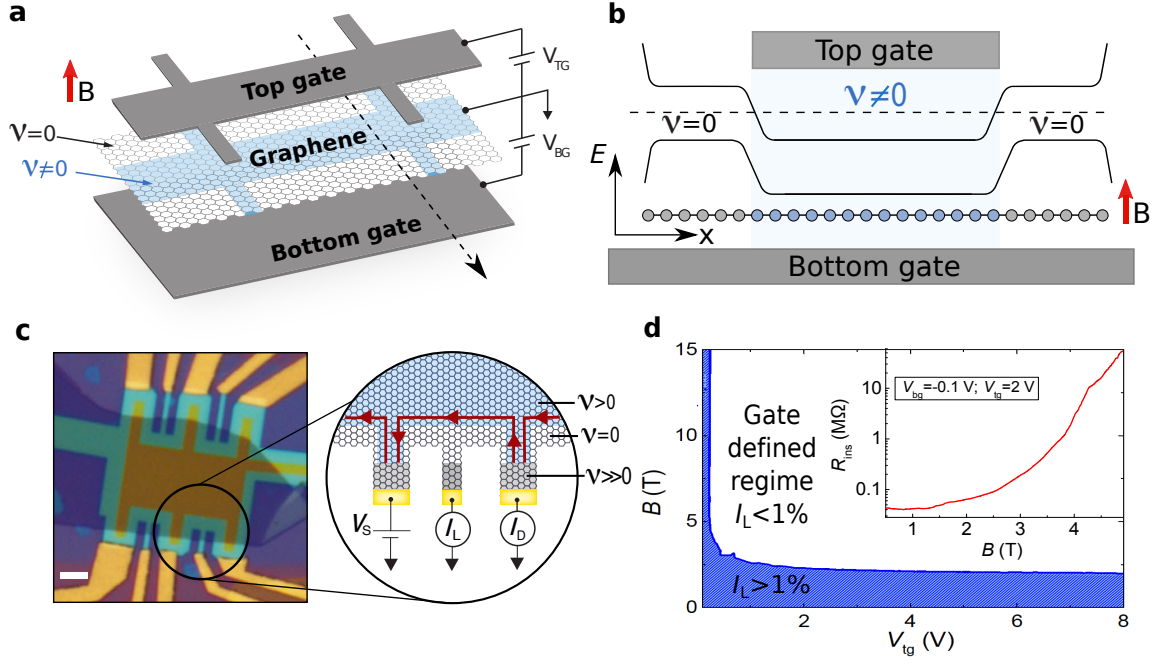 a
B
Top gate
V_TG
ν=0
Graphene
ν≠0
V_BG
Bottom gate
b
Top gate
ν≠0
ν=0
ν=0
E
x
B
Bottom gate
c
ν>0
ν=0
ν≫0
V_S
I_L
I_D
d
15
10
5
0
B (T)
2
4
6
8
V_tg (V)
Gate
defined
regime
I_L<1%
I_L>1%
V_bg=-0.1 V; V_tg=2 V
10
1
0.1
R_ins (MΩ)
1
2
3
4
B (T)